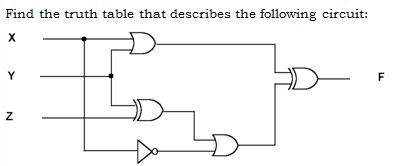 Find the truth table that describes the following circuit:
X
Y
F
Z